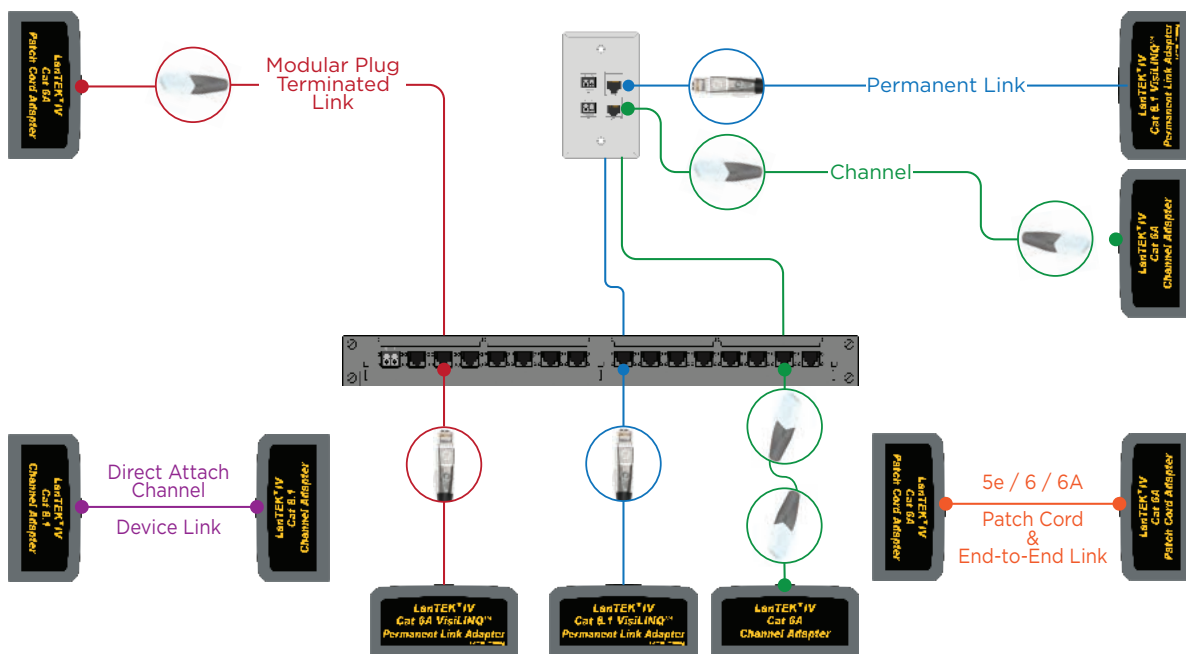 LanTEK®IV
Cat 6A
Patch Cord Adapter
Modular Plug
Terminated
Link
Permanent Link
LanTEK®IV
Cat 8.1 VisiLINQ™
Permanent Link Adapter
Channel
LanTEK®IV
Cat 6A
Channel Adapter
LanTEK®IV
Cat 8.1
Channel Adapter
Direct Attach
Channel
Device Link
LanTEK®IV
Cat 8.1
Channel Adapter
LanTEK®IV
Cat 6A
Patch Cord Adapter
5e / 6 / 6A
Patch Cord
&
End-to-End Link
LanTEK®IV
Cat 6A
Patch Cord Adapter
LanTEK®IV
Cat 6A VisiLINQ™
Permanent Link Adapter
LanTEK®IV
Cat 8.1 VisiLINQ™
Permanent Link Adapter
LanTEK®IV
Cat 6A
Channel Adapter